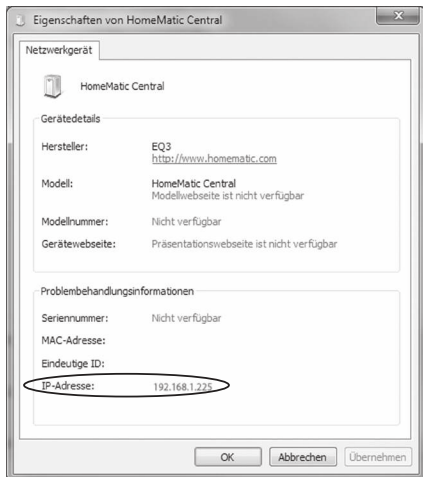 Eigenschaften von HomeMatic Central
Netzwerkgerät
HomeMatic Central
Gerätedetails
Hersteller: EQ3
http://www.homematic.com
Modell: HomeMatic Central
Modellwebseite ist nicht verfügbar
Modellnummer: Nicht verfügbar
Gerätewebseite: Präsentationswebseite ist nicht verfügbar
Problembehandlungsinformationen
Seriennummer: Nicht verfügbar
MAC-Adresse:
Eindeutige ID:
IP-Adresse: 192.168.1.225
OK Abbrechen Übernehmen